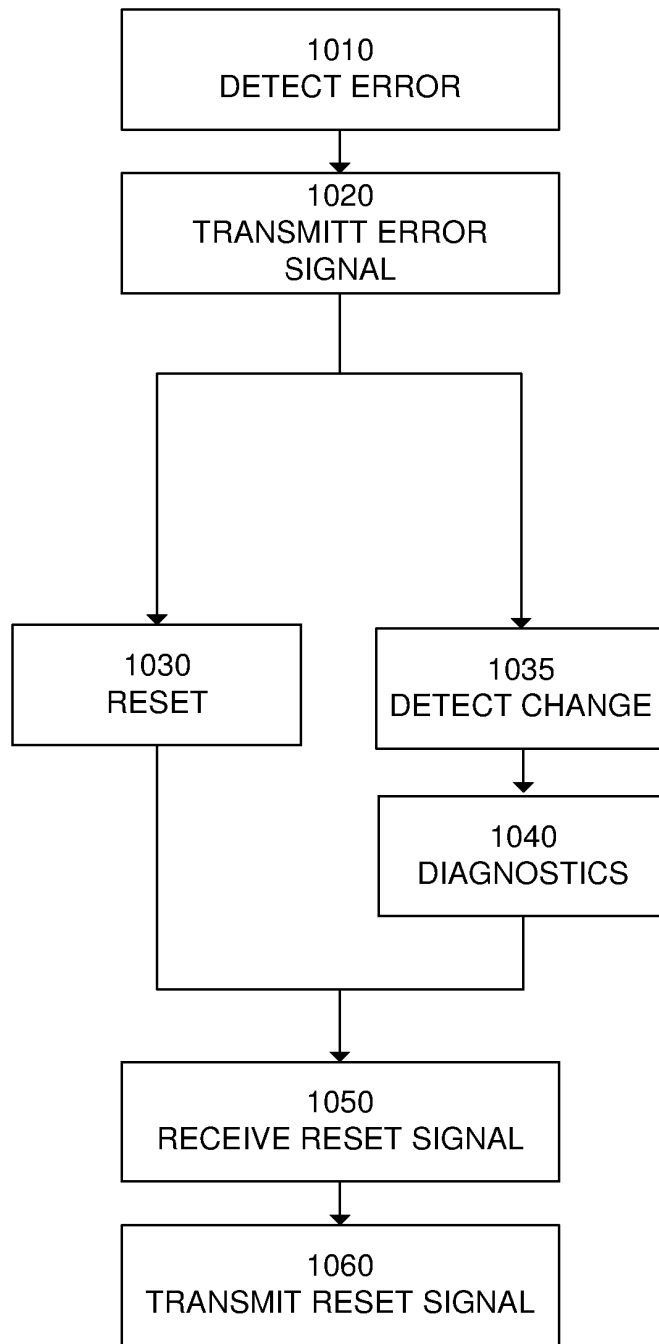 1010
DETECT ERROR
1020
TRANSMITT ERROR
SIGNAL
1030
RESET
1035
DETECT CHANGE
1040
DIAGNOSTICS
1050
RECEIVE RESET SIGNAL
1060
TRANSMIT RESET SIGNAL